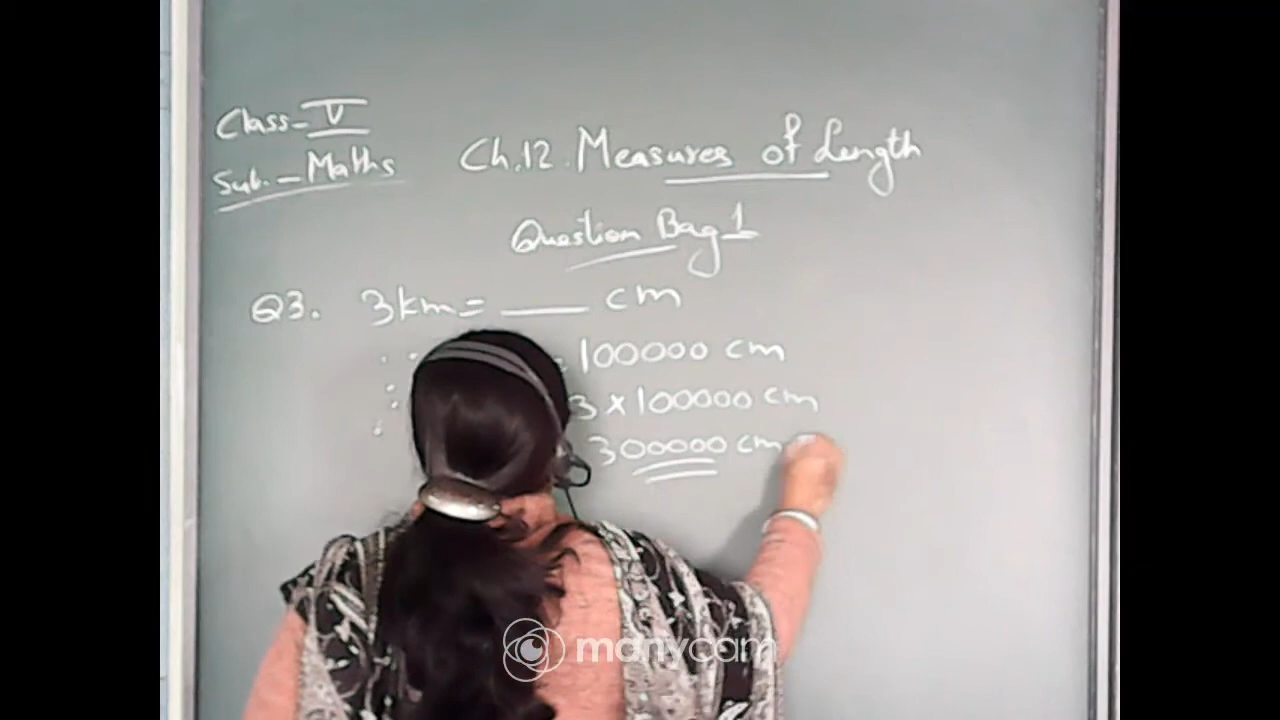 Class - V
Sub. - Maths
Ch.12. Measures of Length
Question Bag 1
Q3. 3km = ____ cm
= 100000 cm
3 × 100000 cm
300000 cm
manycam